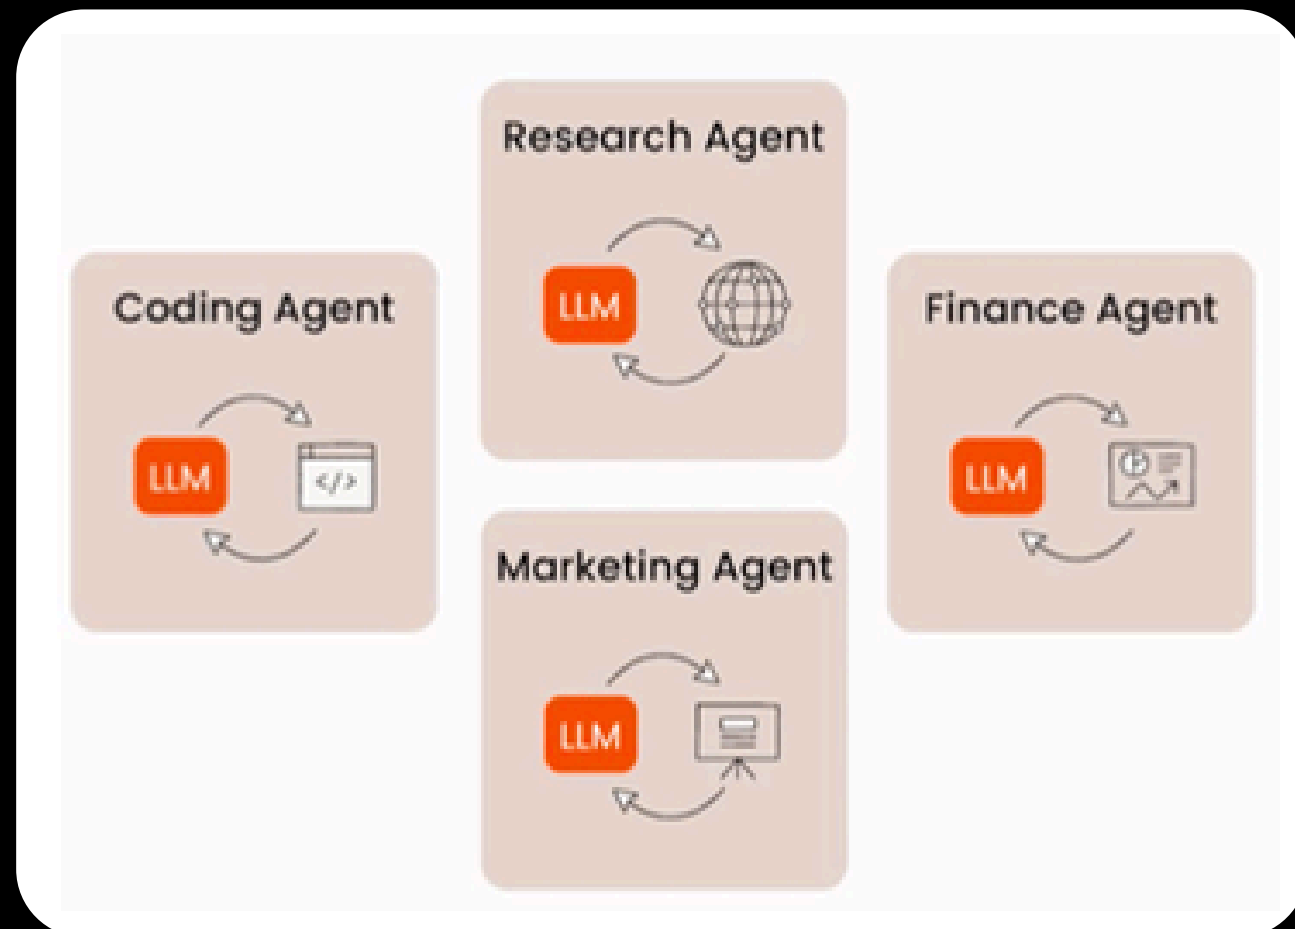 Research Agent
LLM
Coding Agent
LLM
</>
Finance Agent
LLM
Marketing Agent
LLM